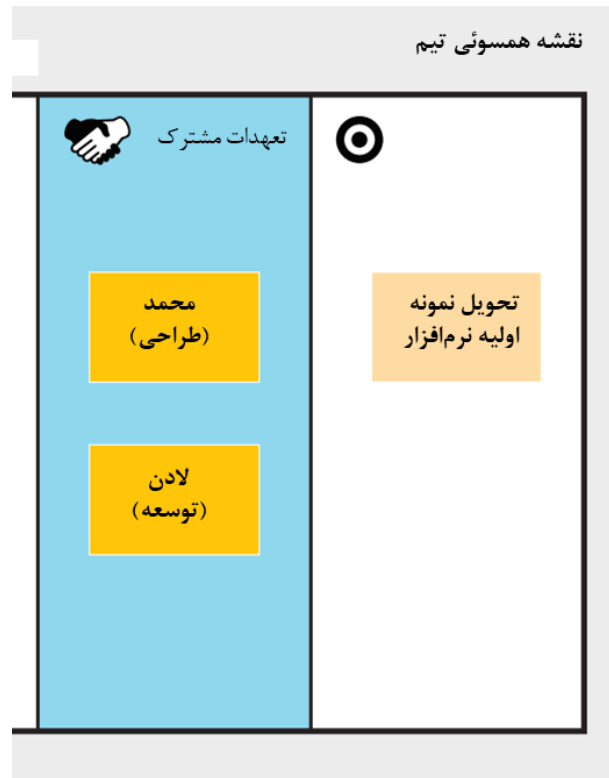 نقشه همسوئی تیم
تحویل نمونه
اولیه نرم‌افزار
تعهدات مشترک
محمد
(طراحی)
لادن
(توسعه)